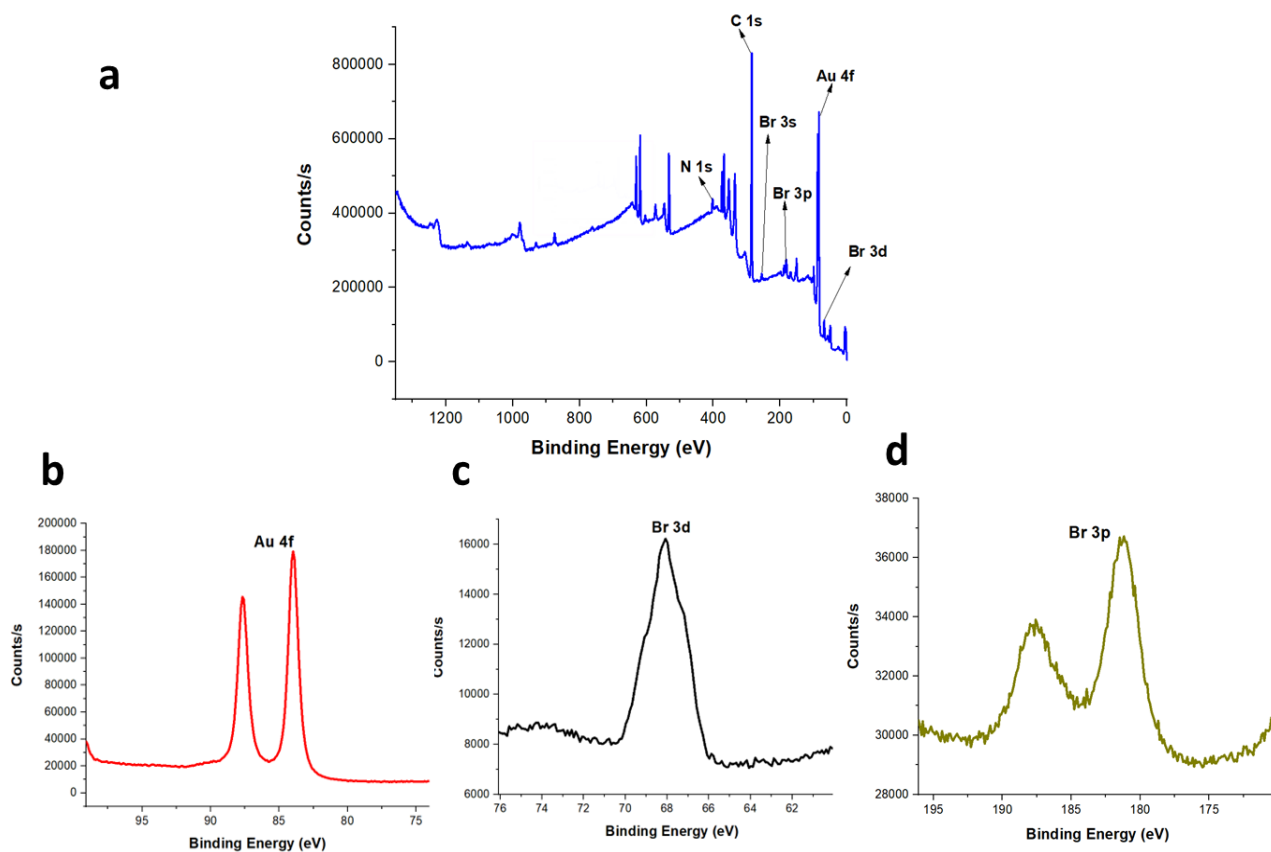 a
C 1s
Au 4f
Br 3s
N 1s
Br 3p
Br 3d
Counts/s
800000
600000
400000
200000
0
1200 1000 800 600 400 200 0
Binding Energy (eV)
b
Au 4f
Counts/s
200000
180000
160000
140000
120000
100000
80000
60000
40000
20000
0
95 90 85 80 75
Binding Energy (eV)
c
Br 3d
Counts/s
16000
14000
12000
10000
8000
6000
76 74 72 70 68 66 64 62
Binding Energy (eV)
d
Br 3p
Counts/s
38000
36000
34000
32000
30000
28000
195 190 185 180 175
Binding Energy (eV)